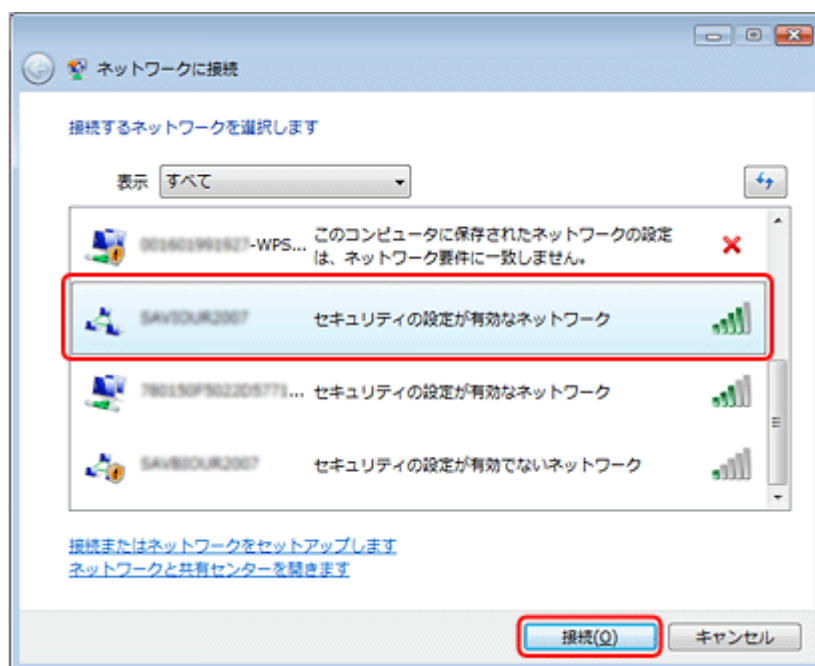 ネットワークに接続
接続するネットワークを選択します
表示 すべて
-WPS... このコンピュータに保存されたネットワークの設定
は、ネットワーク要件に一致しません。
SAVIOUR2007 セキュリティの設定が有効なネットワーク
... セキュリティの設定が有効なネットワーク
セキュリティの設定が有効でないネットワーク
接続またはネットワークをセットアップします
ネットワークと共有センターを開きます
接続(O) キャンセル